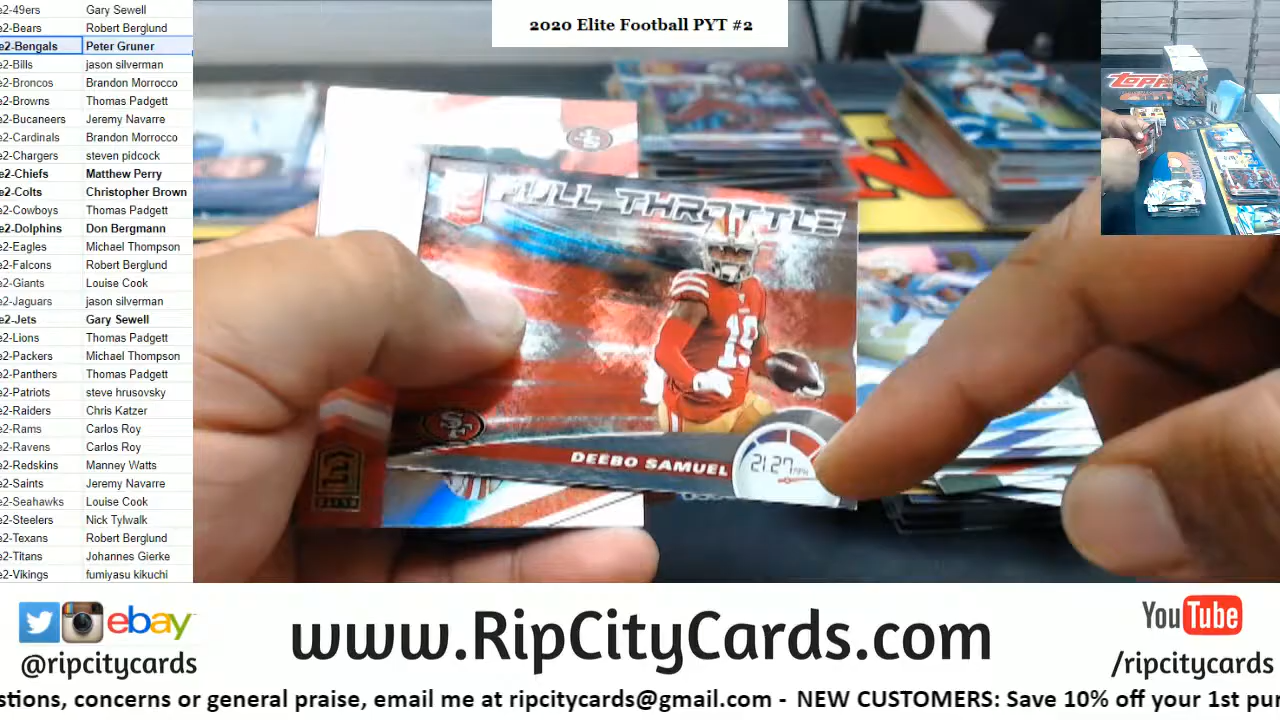 2020 Elite Football PYT #2
e2-49ers Gary Sewell
e2-Bears Robert Berglund
e2-Bengals Peter Gruner
e2-Bills jason silverman
e2-Broncos Brandon Morrocco
e2-Browns Thomas Padgett
e2-Bucaneers Jeremy Navarre
e2-Cardinals Brandon Morrocco
e2-Chargers steven pidcock
e2-Chiefs Matthew Perry
e2-Colts Christopher Brown
e2-Cowboys Thomas Padgett
e2-Dolphins Don Bergmann
e2-Eagles Michael Thompson
e2-Falcons Robert Berglund
e2-Giants Louise Cook
e2-Jaguars jason silverman
e2-Jets Gary Sewell
e2-Lions Thomas Padgett
e2-Packers Michael Thompson
e2-Panthers Thomas Padgett
e2-Patriots steve hrusovsky
e2-Raiders Chris Katzer
e2-Rams Carlos Roy
e2-Ravens Carlos Roy
e2-Redskins Manney Watts
e2-Saints Jeremy Navarre
e2-Seahawks Louise Cook
e2-Steelers Nick Tylwalk
e2-Texans Robert Berglund
e2-Titans Johannes Gierke
e2-Vikings fumiyasu kikuchi
FULL THROTTLE
19
SF
DEEBO SAMUEL
21.27 MPH
TOPPS
ebay
@ripcitycards
www.RipCityCards.com
YouTube
/ripcitycards
stions, concerns or general praise, email me at ripcitycards@gmail.com - NEW CUSTOMERS: Save 10% off your 1st pur